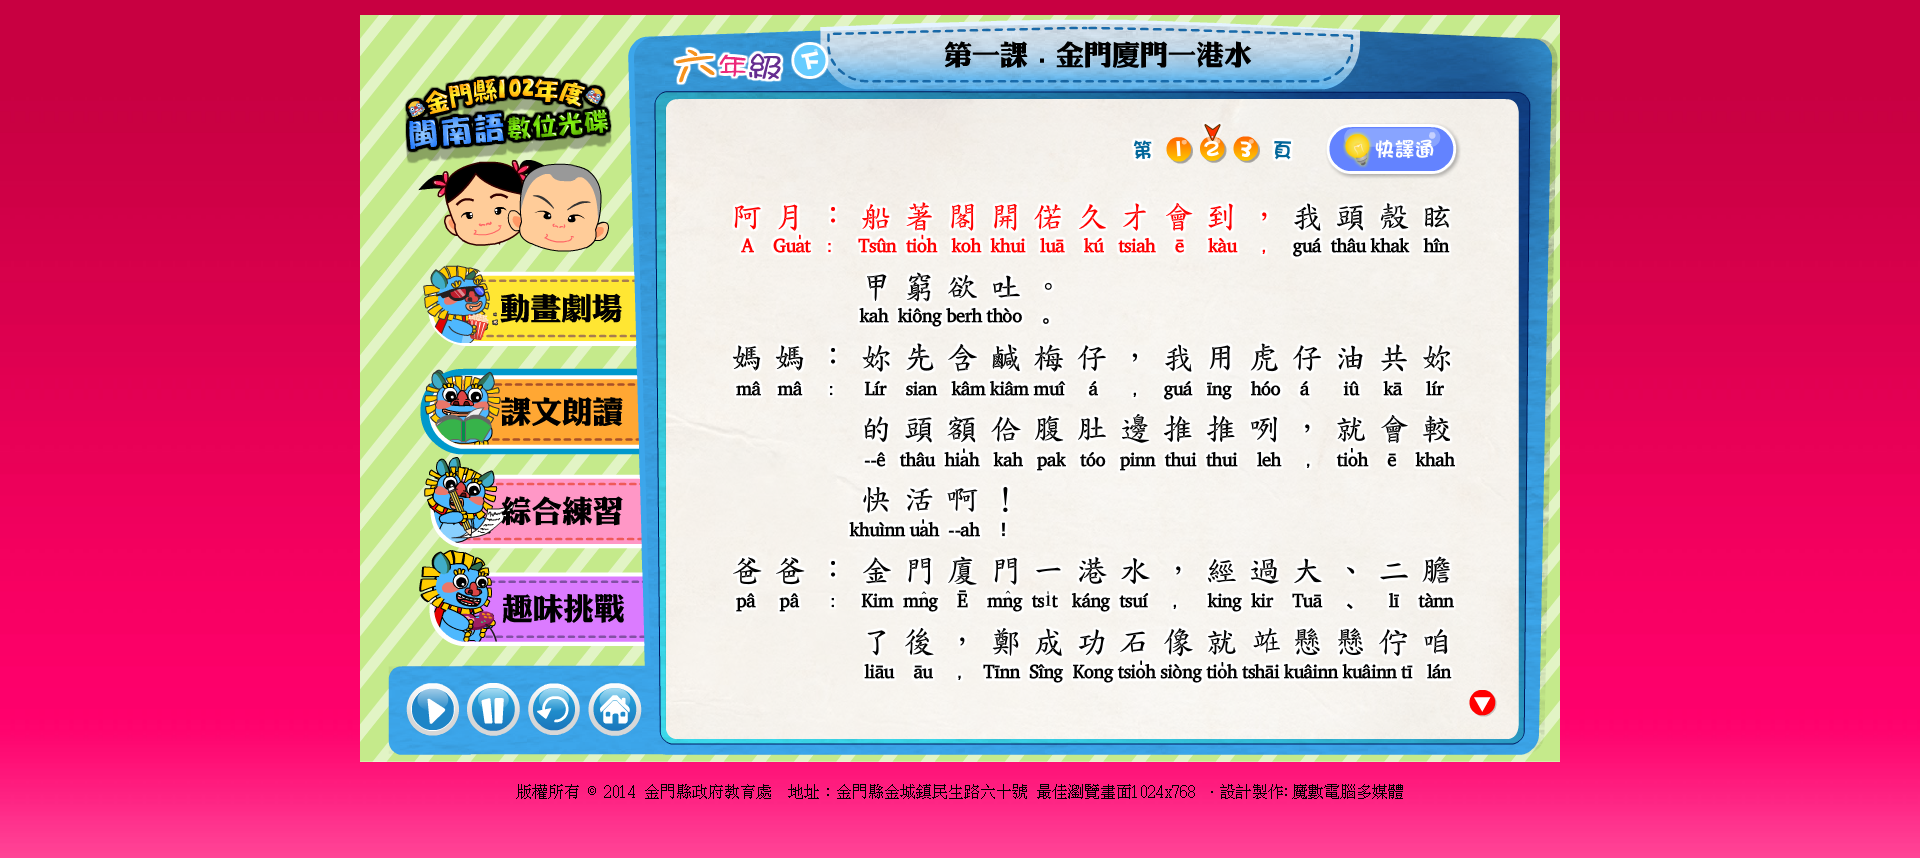 六年級 下
第一課．金門廈門一港水
金門縣102年度
閩南語數位光碟
第 1 2 3 頁
快譯通
阿月：船著閣開偌久才會到，我頭殼眩
A Gua̍t : Tsûn tio̍h koh khui luā kú tsiah ē kàu , guá thâu khak hîn
甲窮欲吐。
kah kiông berh thòo 。
媽媽：妳先含鹹梅仔，我用虎仔油共妳
mâ mâ : Lír sian kâm kiâm muî á , guá īng hóo á iû kā lír
的頭額佮腹肚邊推推咧，就會較
--ê thâu hia̍h kah pak tóo pinn thui thui leh , tio̍h ē khah
快活啊！
khuìnn ua̍h --ah !
爸爸：金門廈門一港水，經過大、二膽
pâ pâ : Kim mn̂g Ē mn̂g tsi̍t káng tsuí , king kir Tuā 、 lī tànn
了後，鄭成功石像就竝懸懸佇咱
liāu āu , Tīnn Sîng Kong tsio̍h siòng tio̍h tshāi kuâinn kuâinn tī lán
動畫劇場
課文朗讀
綜合練習
趣味挑戰
版權所有 © 2014 金門縣政府教育處 地址：金門縣金城鎮民生路六十號 最佳瀏覽畫面1024x768 ．設計製作:魔數電腦多媒體